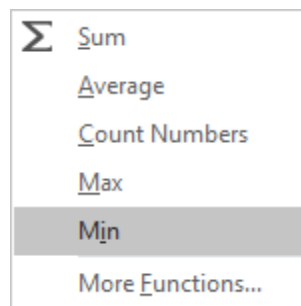 Σ Sum
Average
Count Numbers
Max
Min
More Functions...